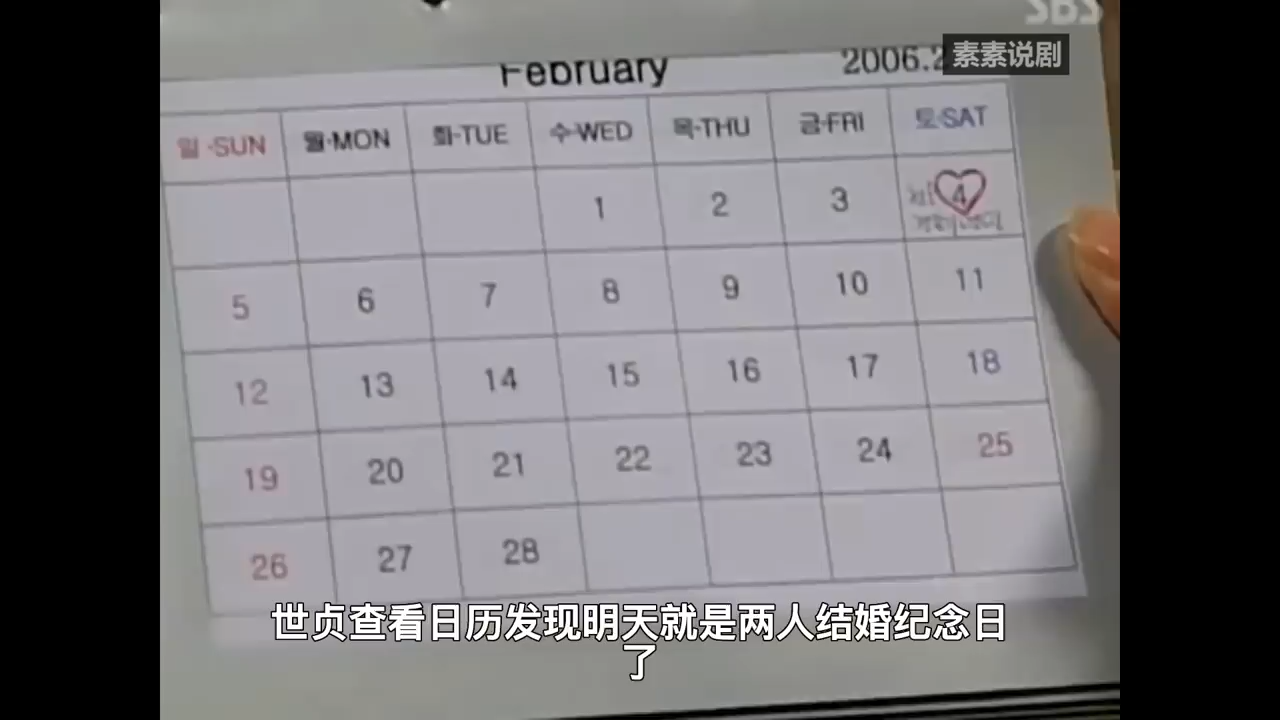 SBS
素素说剧
February
2006.2
일·SUN 월·MON 화·TUE 수·WED 목·THU 금·FRI 토·SAT
1 2 3 4
5 6 7 8 9 10 11
12 13 14 15 16 17 18
19 20 21 22 23 24 25
26 27 28
世贞查看日历发现明天就是两人结婚纪念日
了